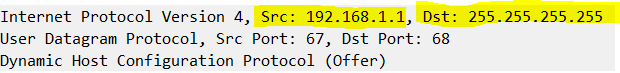 Internet Protocol Version 4, Src: 192.168.1.1, Dst: 255.255.255.255
User Datagram Protocol, Src Port: 67, Dst Port: 68
Dynamic Host Configuration Protocol (Offer)